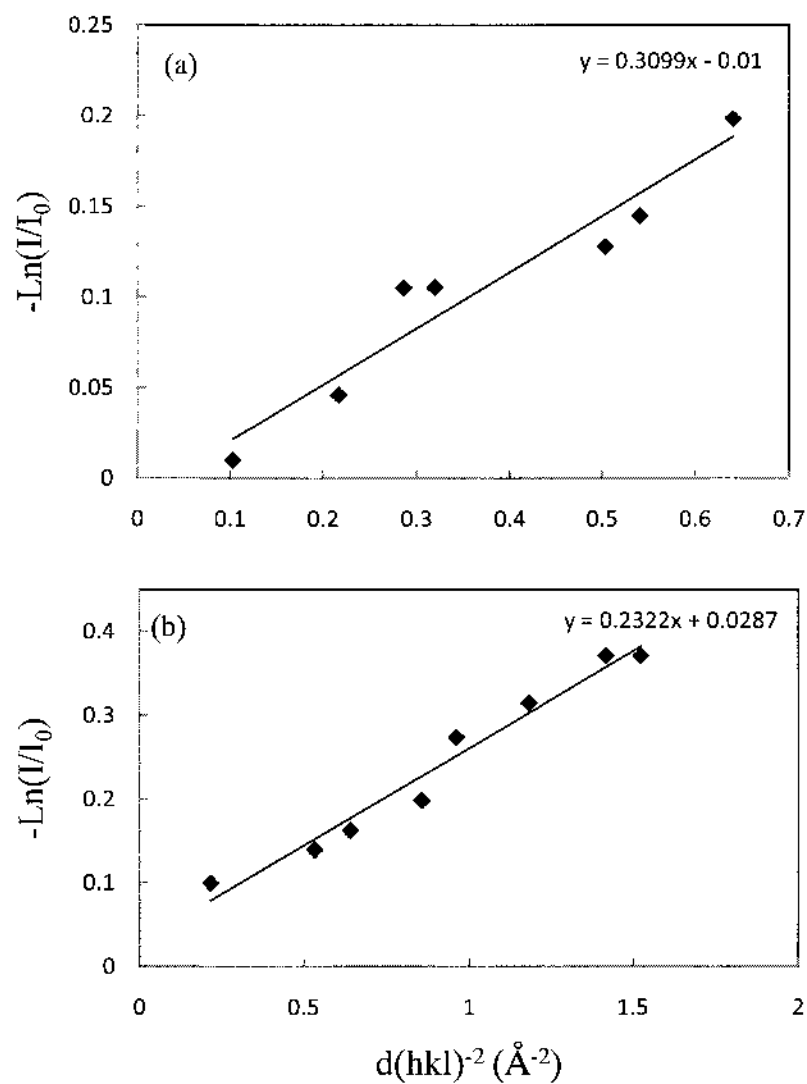 0.25
(a)
y = 0.3099x - 0.01
0.2
0.15
0.1
0.05
0
-Ln(I/I₀)
0 0.1 0.2 0.3 0.4 0.5 0.6 0.7
(b)
y = 0.2322x + 0.0287
0.4
0.3
0.2
0.1
0
-Ln(I/I₀)
0 0.5 1 1.5 2
d(hkl)⁻² (Å⁻²)